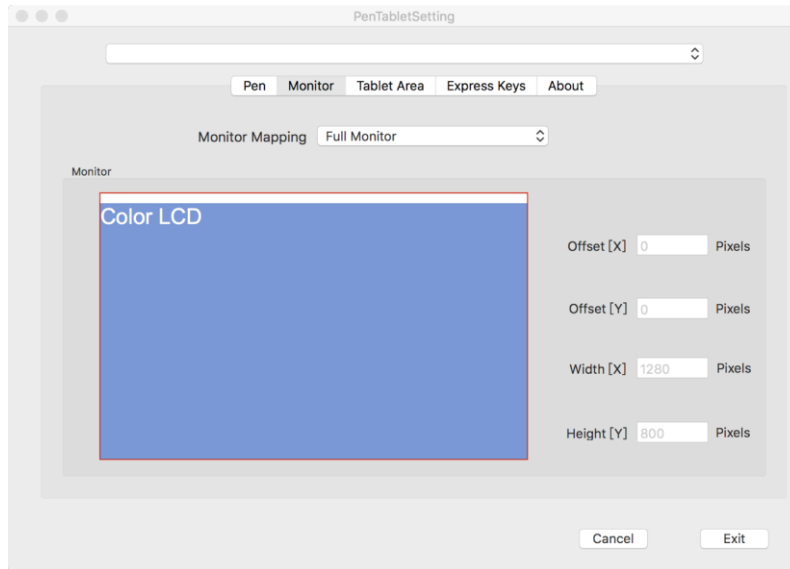 PenTabletSetting
Pen Monitor Tablet Area Express Keys About
Monitor Mapping Full Monitor
Monitor
Color LCD
Offset [X] 0 Pixels
Offset [Y] 0 Pixels
Width [X] 1280 Pixels
Height [Y] 800 Pixels
Cancel Exit